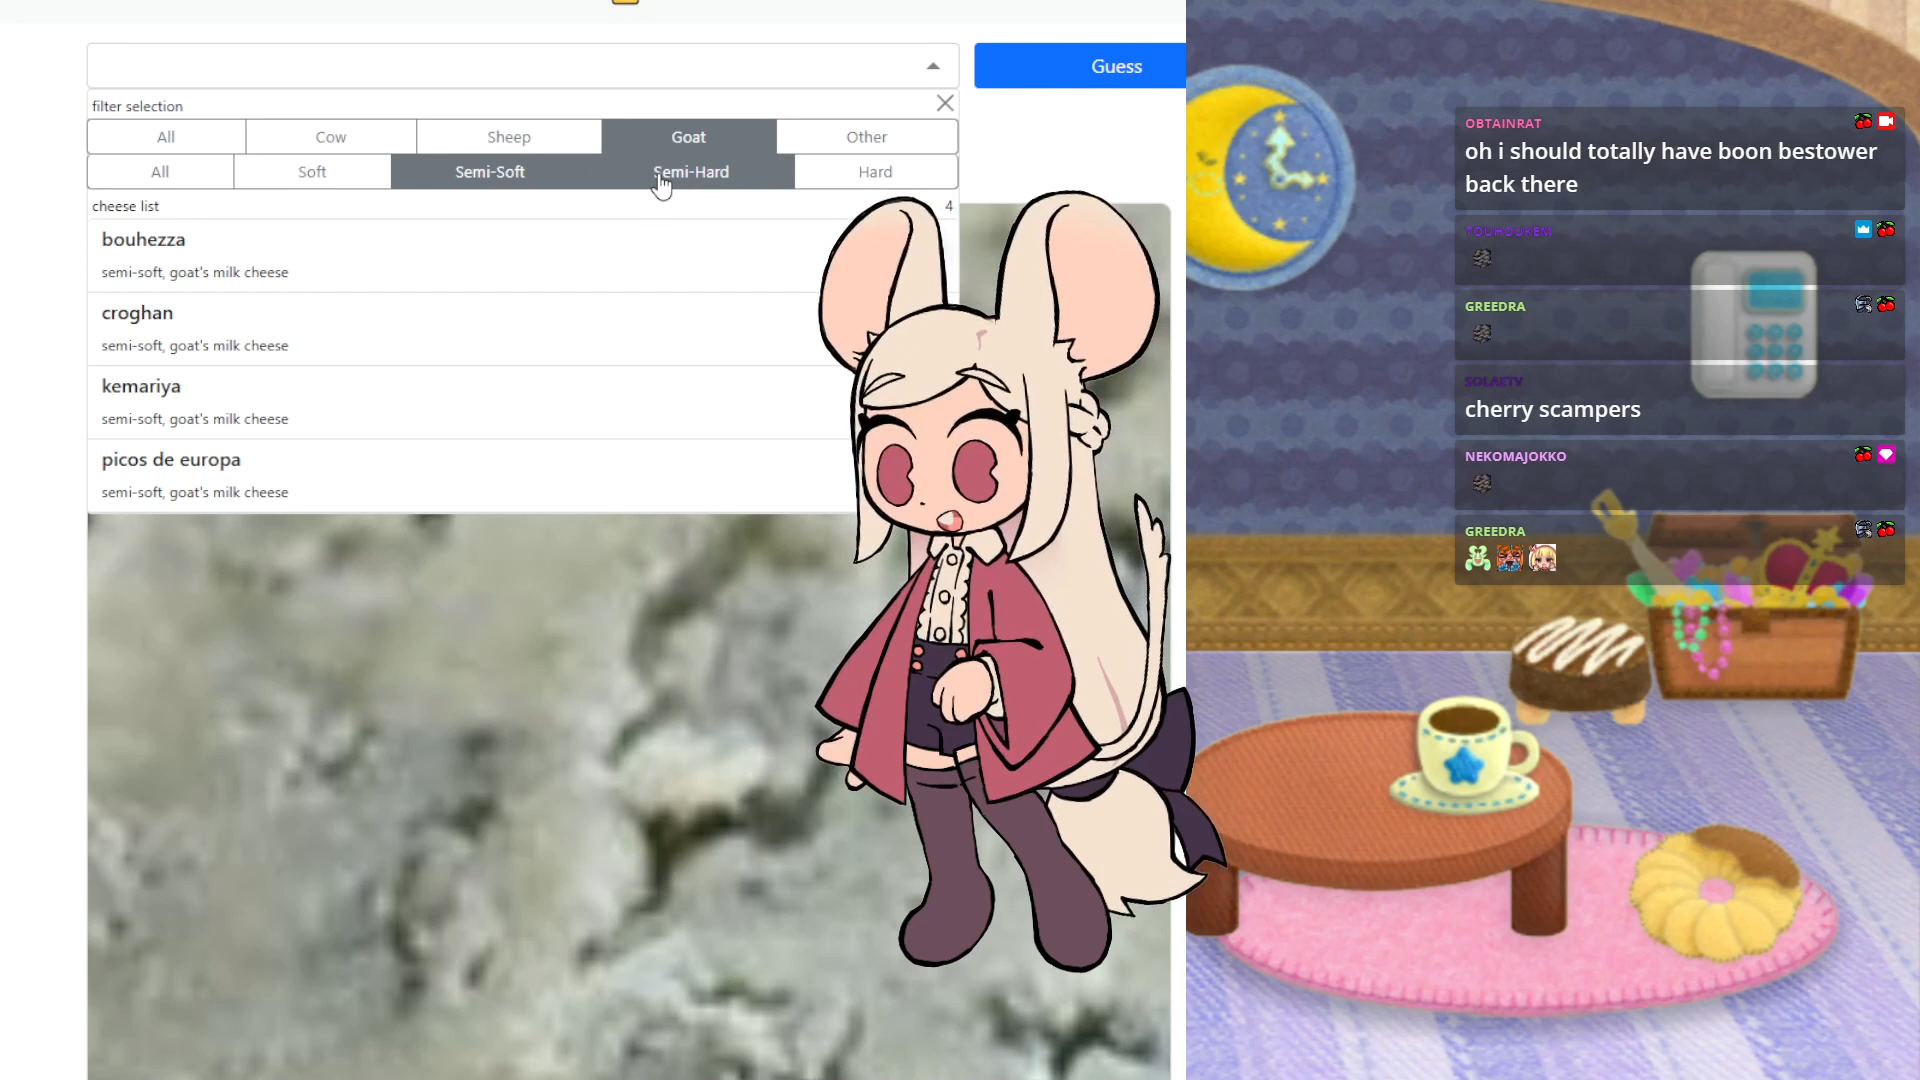 Guess
filter selection
All Cow Sheep Goat Other
All Soft Semi-Soft Semi-Hard Hard
cheese list 4
bouhezza
semi-soft, goat's milk cheese
croghan
semi-soft, goat's milk cheese
kemariya
semi-soft, goat's milk cheese
picos de europa
semi-soft, goat's milk cheese
OBTAINRAT
oh i should totally have boon bestower
back there
TOUHOUKEM
GREEDRA
SOLAETV
cherry scampers
NEKOMAJOKKO
GREEDRA